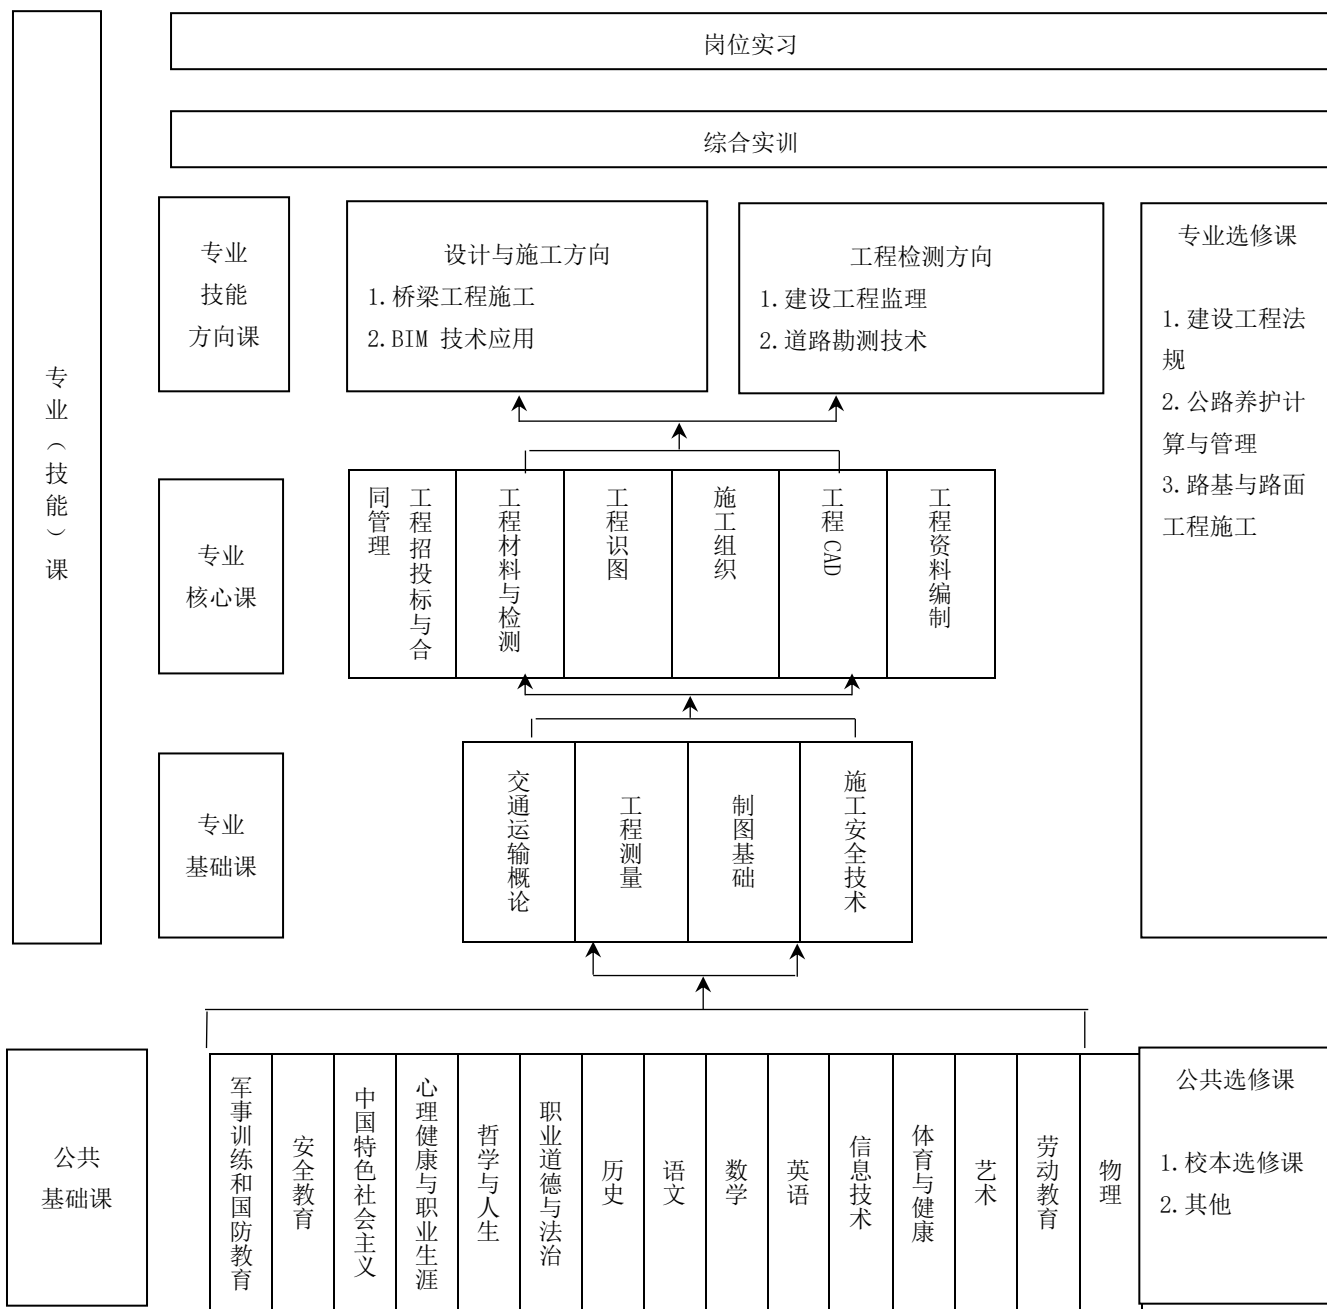 岗位实习
综合实训
专业（技能）课
专业
技能
方向课
设计与施工方向
1.桥梁工程施工
2.BIM 技术应用
工程检测方向
1.建设工程监理
2.道路勘测技术
专业选修课
1.建设工程法
规
2.公路养护计
算与管理
3.路基与路面
工程施工
专业
核心课
工程招投标与合
同管理
工程材料与检测
工程识图
施工组织
工程 CAD
工程资料编制
专业
基础课
交通运输概论
工程测量
制图基础
施工安全技术
公共
基础课
军事训练和国防教育
安全教育
中国特色社会主义
心理健康与职业生涯
哲学与人生
职业道德与法治
历史
语文
数学
英语
信息技术
体育与健康
艺术
劳动教育
物理
公共选修课
1.校本选修课
2.其他